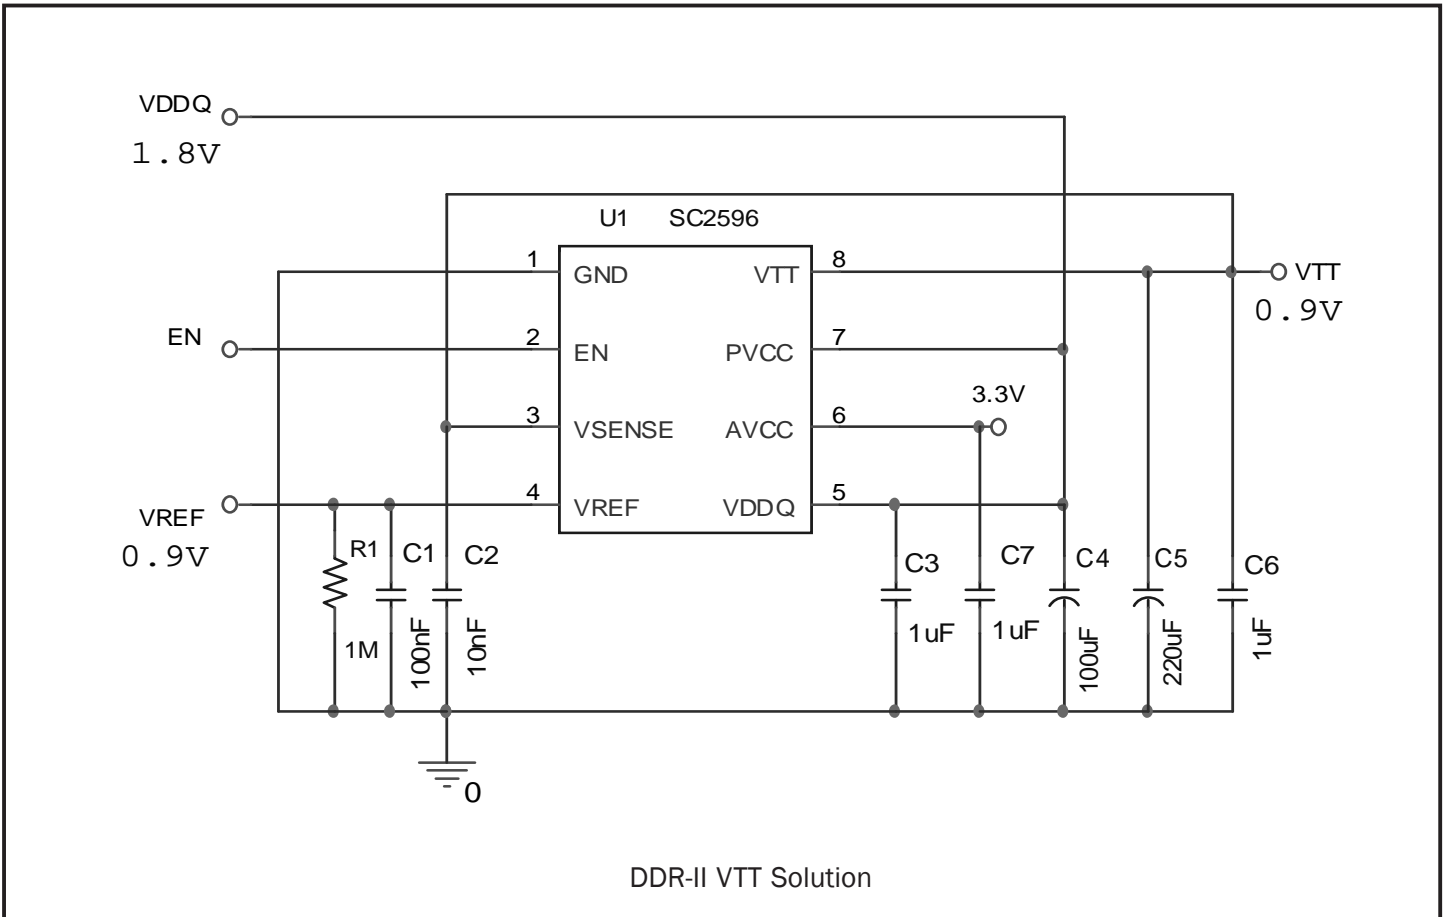 VDDQ
1.8V
U1 SC2596
1 GND VTT 8
VTT
0.9V
EN
2 EN PVCC 7
3.3V
3 VSENSE AVCC 6
4 VREF VDDQ 5
VREF
0.9V
R1 C1 C2
C3 C7 C4 C5 C6
1M 100nF 10nF
1uF 1uF 100uF 220uF 1uF
0
DDR-II VTT Solution